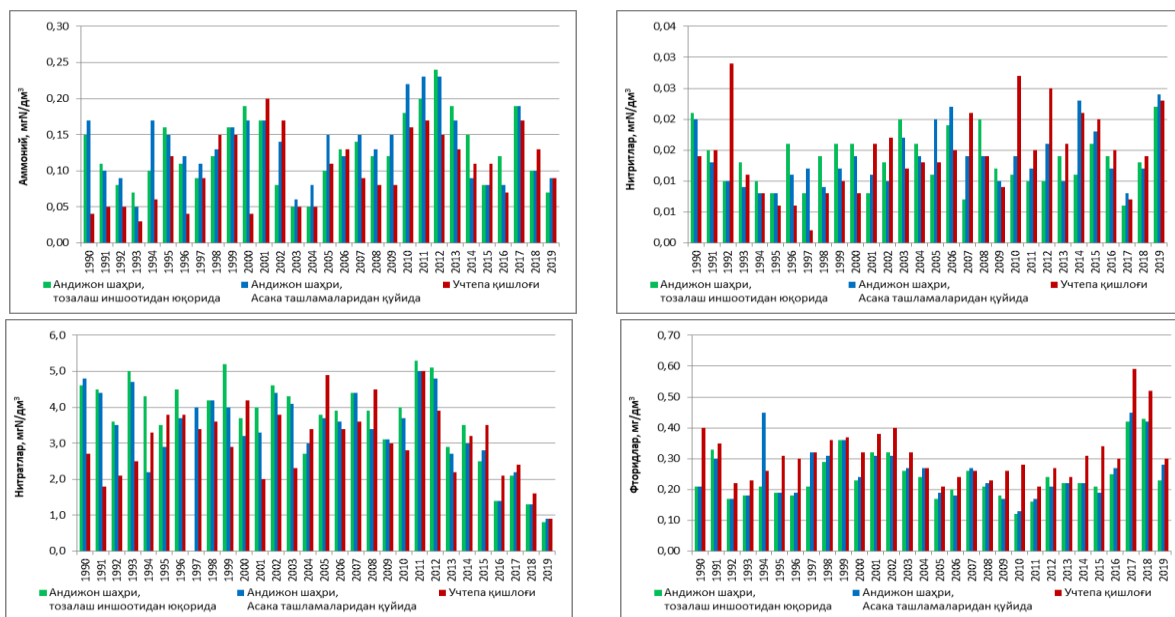 Аммоний, мгN/дм³
0,30
0,25
0,20
0,15
0,10
0,05
0,00
1990 1991 1992 1993 1994 1995 1996 1997 1998 1999 2000 2001 2002 2003 2004 2005 2006 2007 2008 2009 2010 2011 2012 2013 2014 2015 2016 2017 2018 2019
Андижон шаҳри, Андижон шаҳри, Учтепа қишлоғи
тозалаш иншоотидан юқорида Асака ташламаларидан қуйида
Нитритлар, мгN/дм³
0,04
0,03
0,03
0,02
0,02
0,01
0,01
0,00
1990 1991 1992 1993 1994 1995 1996 1997 1998 1999 2000 2001 2002 2003 2004 2005 2006 2007 2008 2009 2010 2011 2012 2013 2014 2015 2016 2017 2018 2019
Андижон шаҳри, Андижон шаҳри, Учтепа қишлоғи
тозалаш иншоотидан юқорида Асака ташламаларидан қуйида
Нитратлар, мгN/дм³
6,0
5,0
4,0
3,0
2,0
1,0
0,0
1990 1991 1992 1993 1994 1995 1996 1997 1998 1999 2000 2001 2002 2003 2004 2005 2006 2007 2008 2009 2010 2011 2012 2013 2014 2015 2016 2017 2018 2019
Андижон шаҳри, Андижон шаҳри, Учтепа қишлоғи
тозалаш иншоотидан юқорида Асака ташламаларидан қуйида
Фторидлар, мг/дм³
0,70
0,60
0,50
0,40
0,30
0,20
0,10
0,00
1990 1991 1992 1993 1994 1995 1996 1997 1998 1999 2000 2001 2002 2003 2004 2005 2006 2007 2008 2009 2010 2011 2012 2013 2014 2015 2016 2017 2018 2019
Андижон шаҳри, Андижон шаҳри, Учтепа қишлоғи
тозалаш иншоотидан юқорида Асака ташламаларидан қуйида